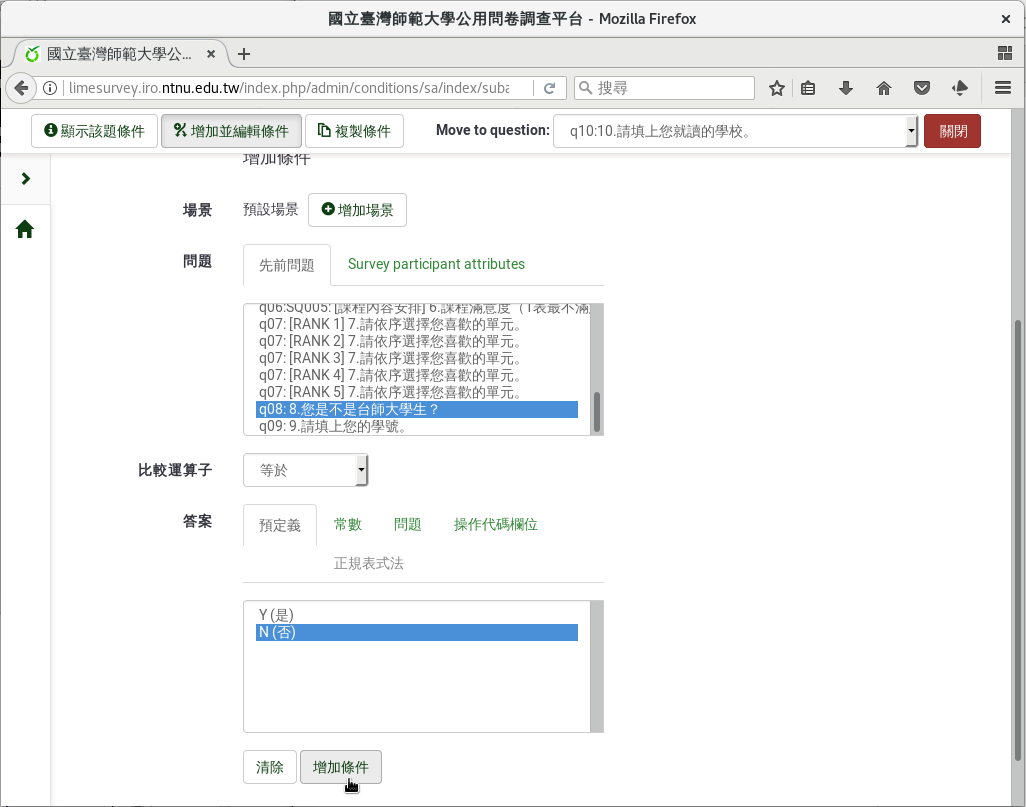 國立臺灣師範大學公用問卷調查平台 - Mozilla Firefox
國立臺灣師範大學公...
limesurvey.iro.ntnu.edu.tw/index.php/admin/conditions/sa/index/suba
搜尋
顯示該題條件
增加並編輯條件
複製條件
Move to question:
q10:10.請填上您就讀的學校。
關閉
增加條件
場景
預設場景
增加場景
問題
先前問題
Survey participant attributes
q06:SQ005: [課程內容安排] 6.課程滿意度（1表最不滿
q07: [RANK 1] 7.請依序選擇您喜歡的單元。
q07: [RANK 2] 7.請依序選擇您喜歡的單元。
q07: [RANK 3] 7.請依序選擇您喜歡的單元。
q07: [RANK 4] 7.請依序選擇您喜歡的單元。
q07: [RANK 5] 7.請依序選擇您喜歡的單元。
q08: 8.您是不是台師大學生？
q09: 9.請填上您的學號。
比較運算子
等於
答案
預定義
常數
問題
操作代碼欄位
正規表式法
Y (是)
N (否)
清除
增加條件